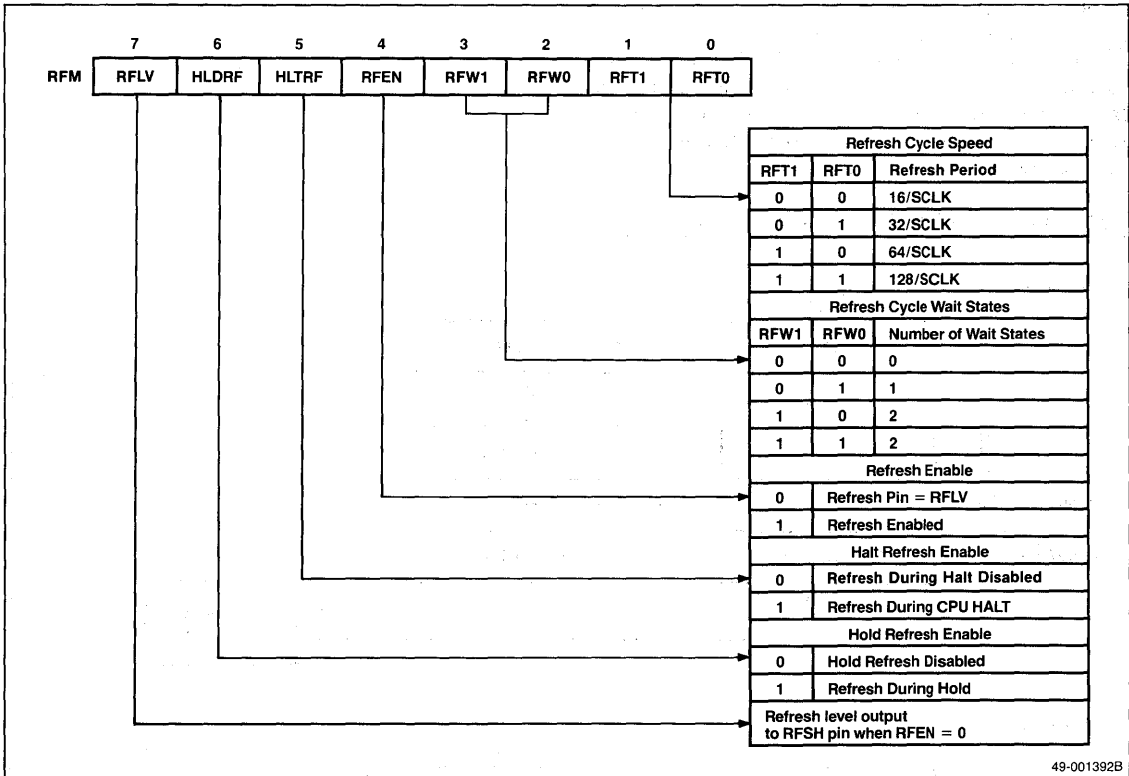 7 6 5 4 3 2 1 0
RFM RFLV HLDRF HLTRF RFEN RFW1 RFW0 RFT1 RFT0
Refresh Cycle Speed
RFT1 RFT0 Refresh Period
0 0 16/SCLK
0 1 32/SCLK
1 0 64/SCLK
1 1 128/SCLK
Refresh Cycle Wait States
RFW1 RFW0 Number of Wait States
0 0 0
0 1 1
1 0 2
1 1 2
Refresh Enable
0 Refresh Pin = RFLV
1 Refresh Enabled
Halt Refresh Enable
0 Refresh During Halt Disabled
1 Refresh During CPU HALT
Hold Refresh Enable
0 Hold Refresh Disabled
1 Refresh During Hold
Refresh level output
to RFSH pin when RFEN = 0
49-001392B